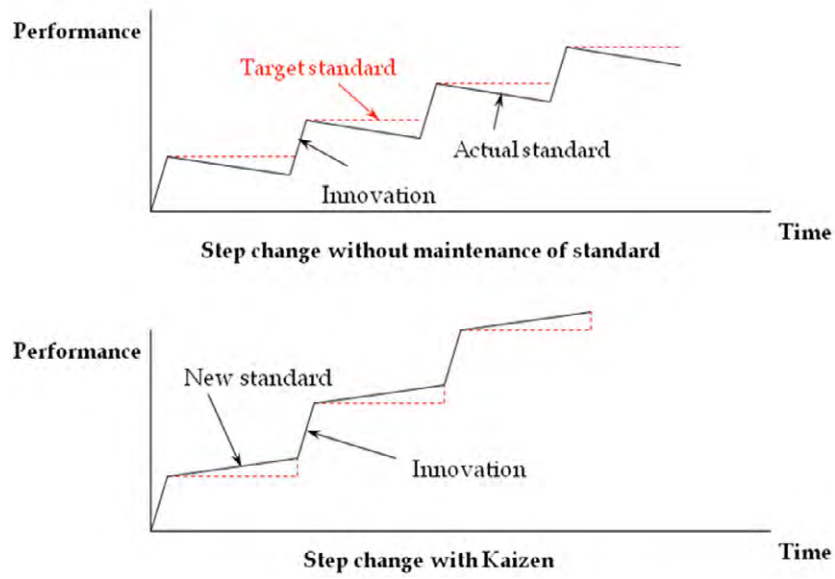 Performance
Target standard
Actual standard
Innovation
Time
Step change without maintenance of standard
Performance
New standard
Innovation
Time
Step change with Kaizen